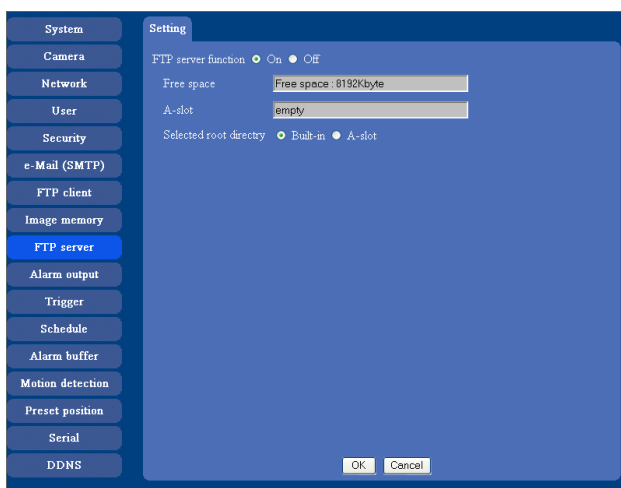 System
Camera
Network
User
Security
e-Mail (SMTP)
FTP client
Image memory
FTP server
Alarm output
Trigger
Schedule
Alarm buffer
Motion detection
Preset position
Serial
DDNS
Setting
FTP server function On Off
Free space Free space : 8192Kbyte
A-slot empty
Selected root directry Built-in A-slot
OK Cancel